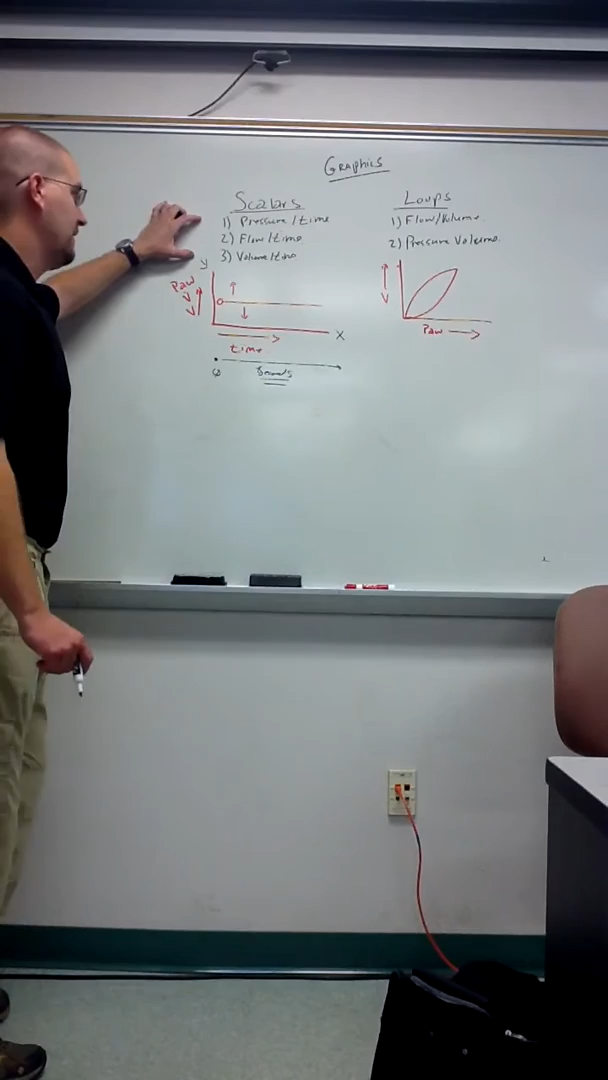 Graphics
Scalars
1) Pressure/time
2) Flow/time
3) Volume/time
y
Paw
x
time
Seconds
Loops
1) Flow/Volume
2) Pressure Volume
Paw